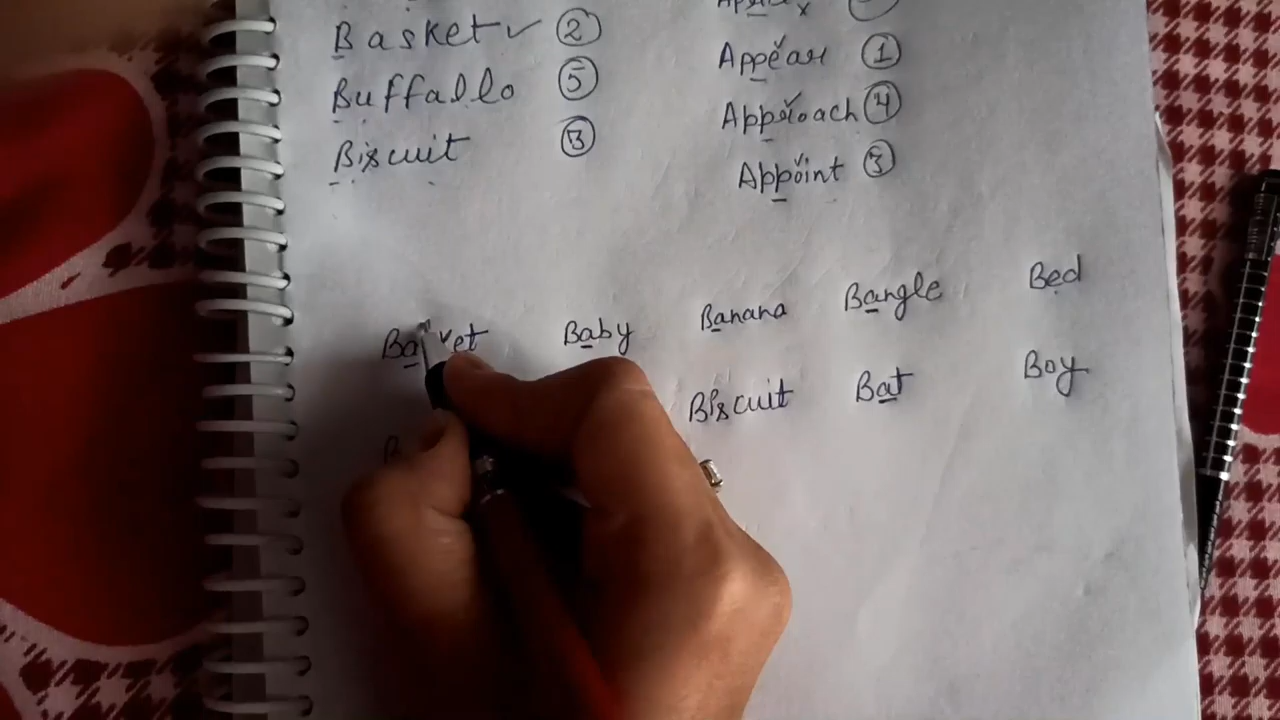 Basket ✓ ②
Buffallo ⑤
Biscuit ③
Appear ①
Approach ④
Appoint ③
Baby Banana Bangle Bed
Biscuit Bat Boy